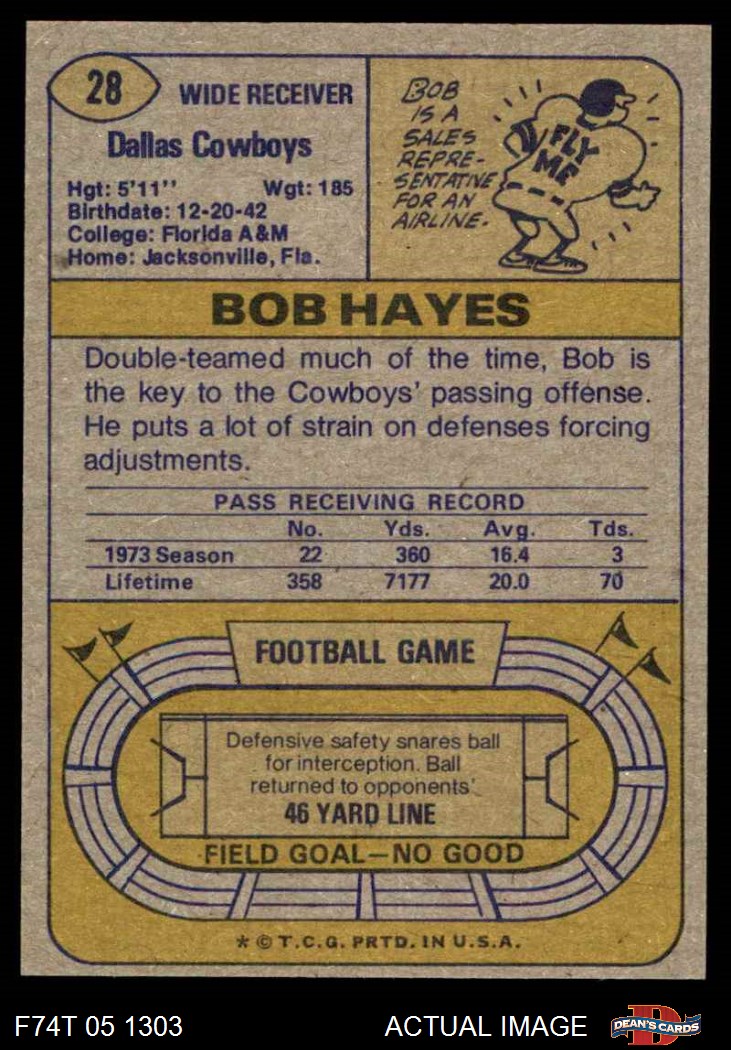 28
WIDE RECEIVER
Dallas Cowboys
Hgt: 5'11'' Wgt: 185
Birthdate: 12-20-42
College: Florida A&M
Home: Jacksonville, Fla.
BOB
IS A
SALES
REPRE-
SENTATIVE
FOR AN
AIRLINE.
FLY
ME
BOB HAYES
Double-teamed much of the time, Bob is
the key to the Cowboys' passing offense.
He puts a lot of strain on defenses forcing
adjustments.
PASS RECEIVING RECORD
No. Yds. Avg. Tds.
1973 Season 22 360 16.4 3
Lifetime 358 7177 20.0 70
FOOTBALL GAME
Defensive safety snares ball
for interception. Ball
returned to opponents'
46 YARD LINE
FIELD GOAL—NO GOOD
* © T.C.G. PRTD. IN U.S.A.
F74T 05 1303 ACTUAL IMAGE
D
DEAN'S CARDS